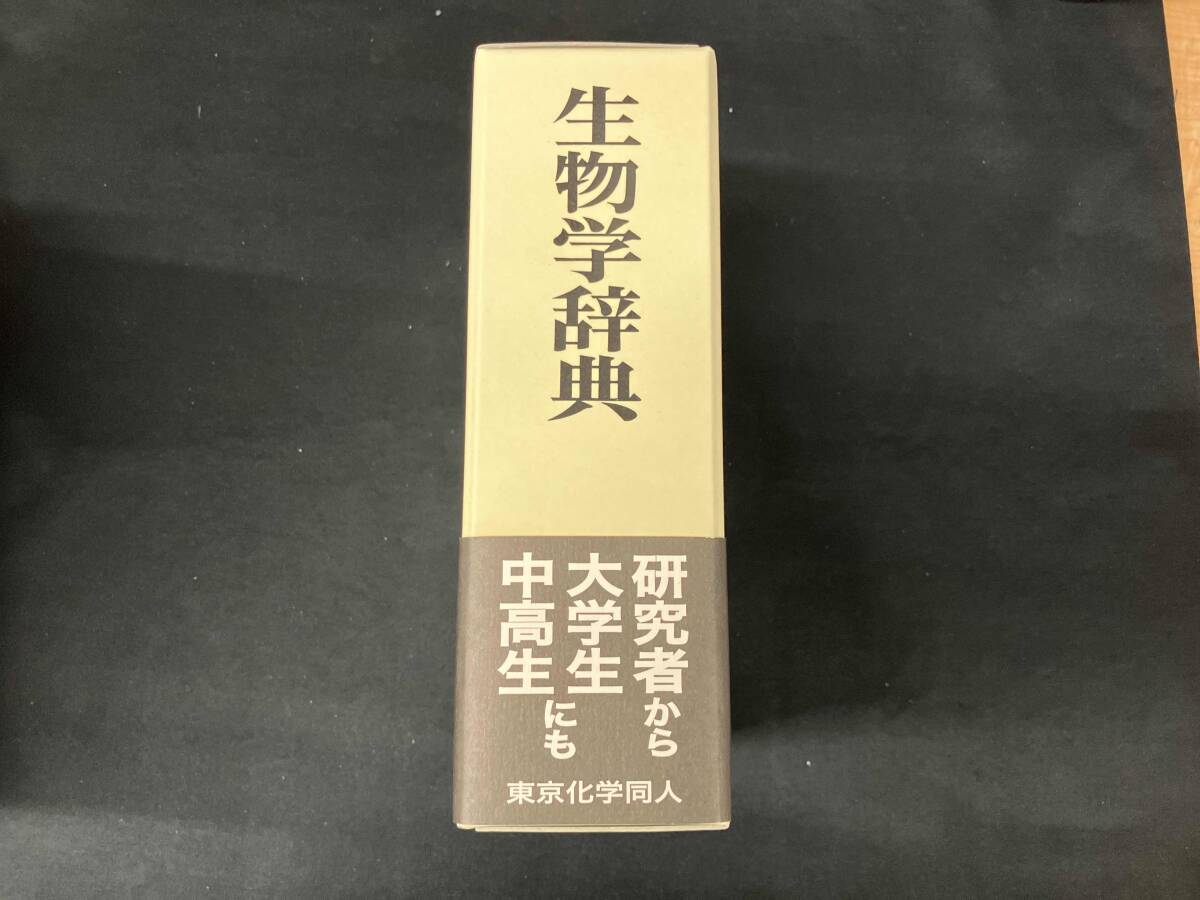 生物学辞典
研究者から
大学生
中高生にも
東京化学同人